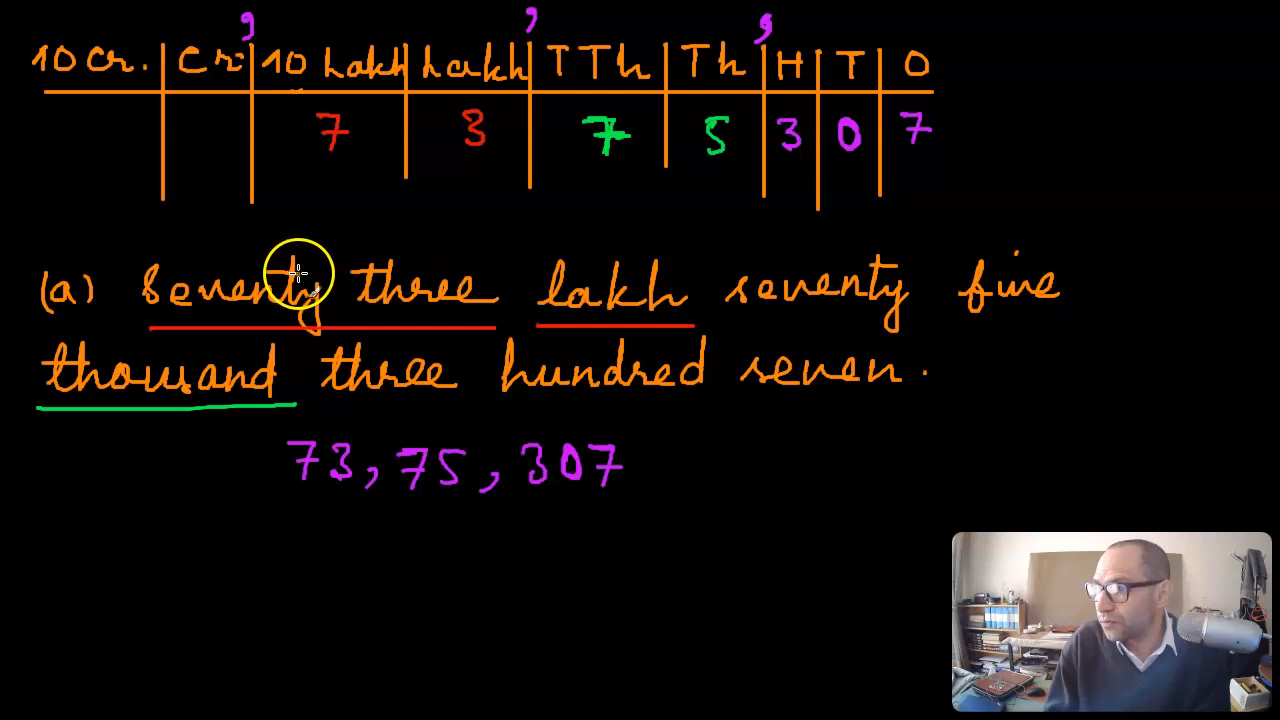 10 Cr. Cr 10 Lakh Lakh T Th Th H T O
, , ,
7 3 7 5 3 0 7
(a) Seventy three lakh seventy five
thousand three hundred seven.
73,75,307